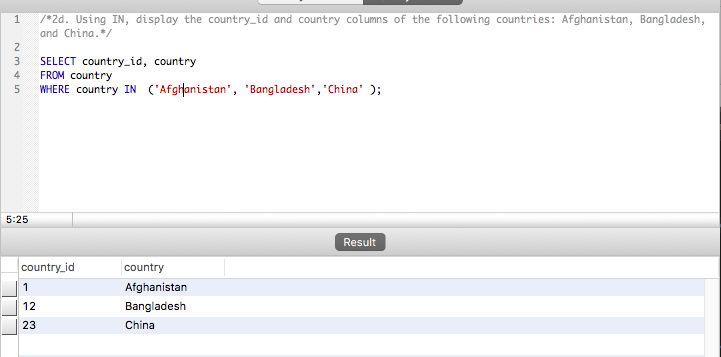 1 /*2d. Using IN, display the country_id and country columns of the following countries: Afghanistan, Bangladesh,
and China.*/
2
3 SELECT country_id, country
4 FROM country
5 WHERE country IN  ('Afghanistan', 'Bangladesh','China' );
5:25
Result
country_id country
1 Afghanistan
12 Bangladesh
23 China